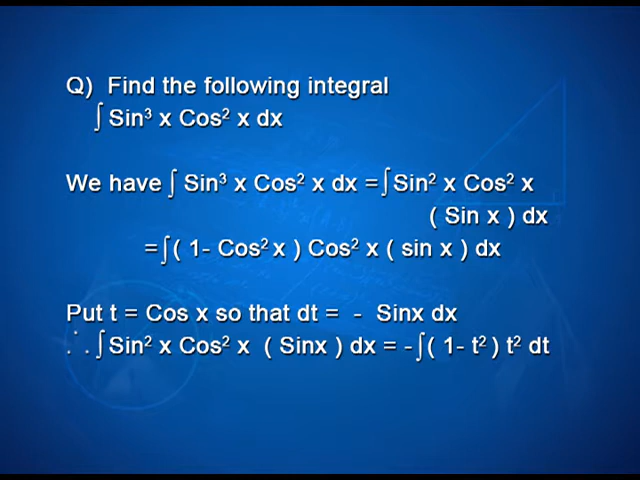 Q) Find the following integral
∫ Sin³ x Cos² x dx
We have ∫ Sin³ x Cos² x dx =∫Sin² x Cos² x
( Sin x ) dx
=∫( 1- Cos² x ) Cos² x ( sin x ) dx
Put t = Cos x so that dt = - Sinx dx
∴ ∫Sin² x Cos² x ( Sinx ) dx = -∫( 1- t² ) t² dt